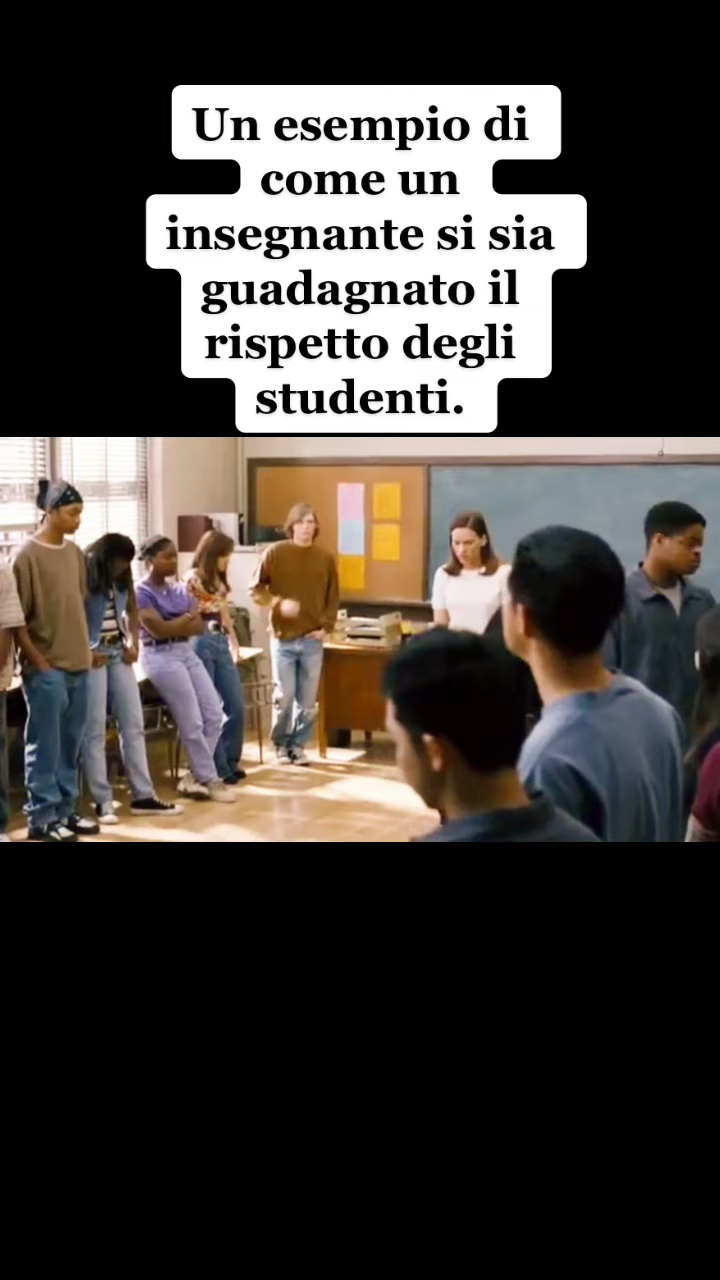 Un esempio di
come un
insegnante si sia
guadagnato il
rispetto degli
studenti.